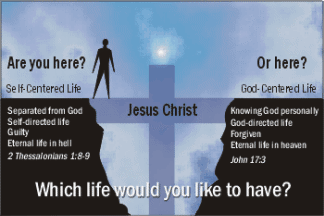 Are you here?
Self-Centered Life
Separated from God
Self-directed life
Guilty
Eternal life in hell
2 Thessalonians 1:8-9
Jesus Christ
Or here?
God-Centered Life
Knowing God personally
God-directed life
Forgiven
Eternal life in heaven
John 17:3
Which life would you like to have?